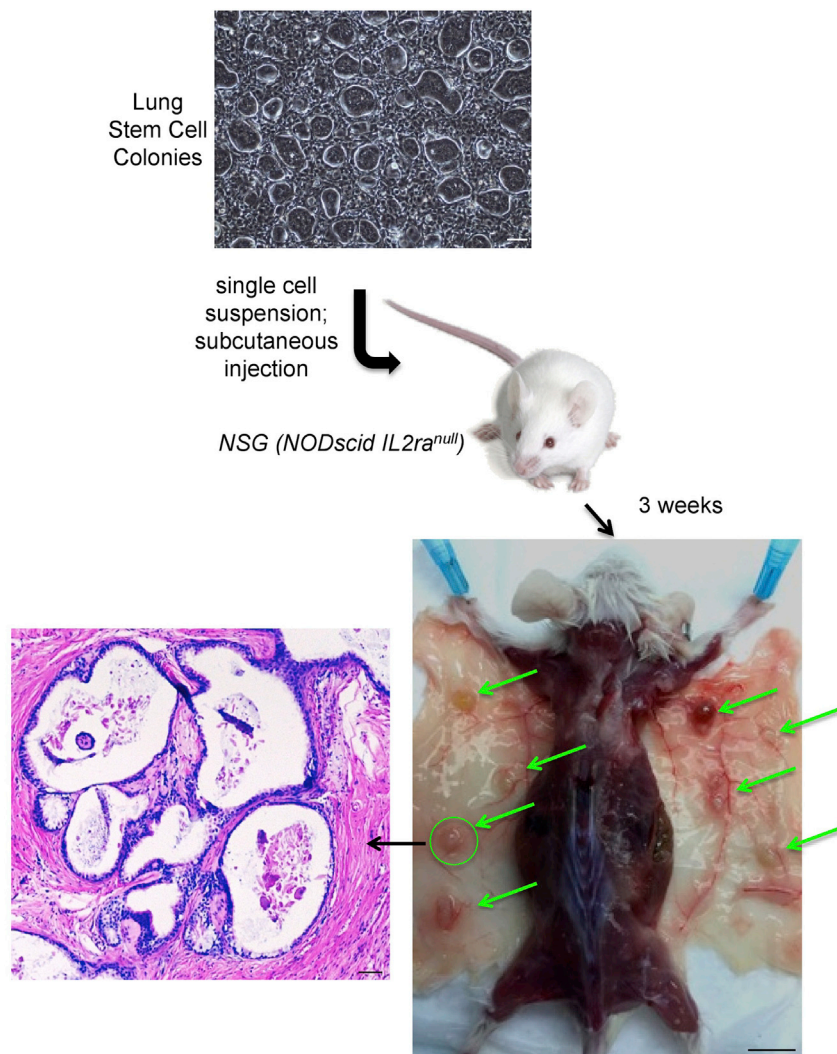 Lung
Stem Cell
Colonies
single cell
suspension;
subcutaneous
injection
NSG (NODscid IL2ra^null)
3 weeks